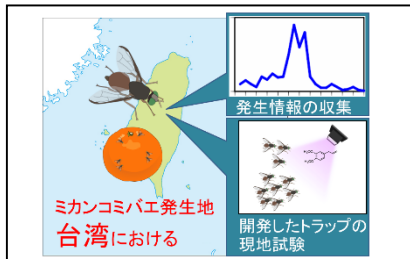 発生情報の収集
ミカンコミバエ発生地
台湾における
開発したトラップの
現地試験